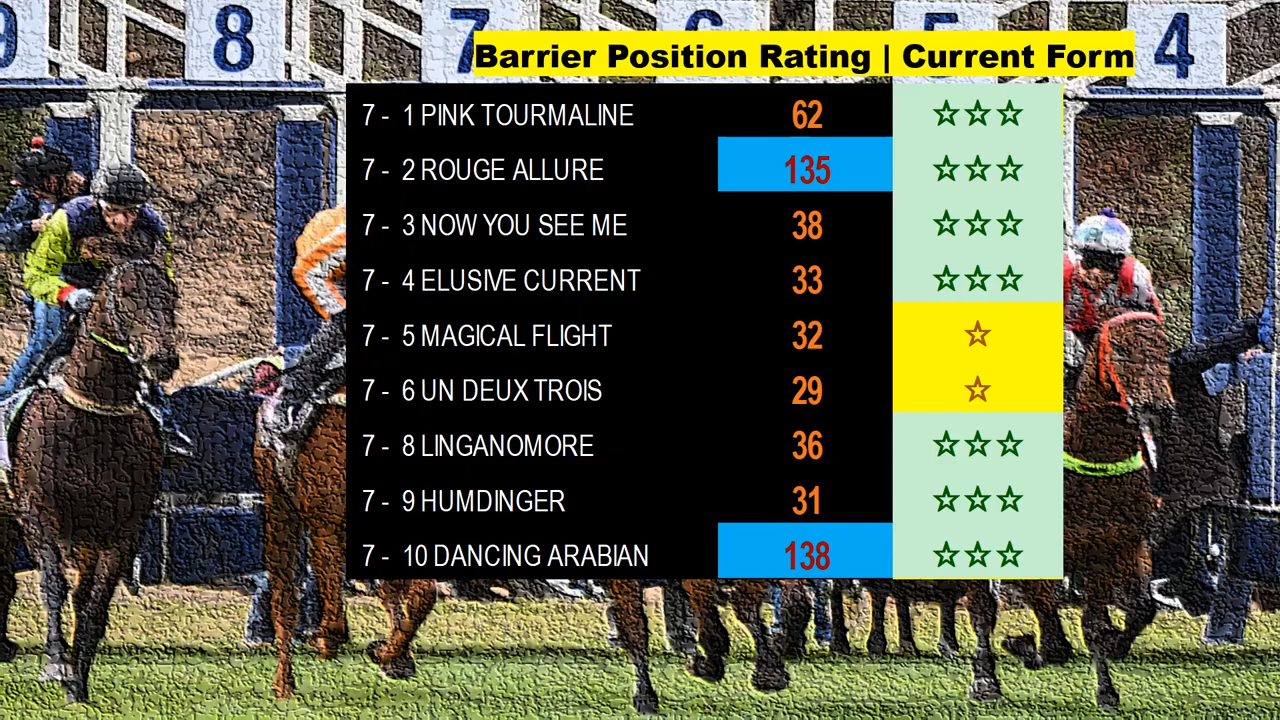 9 8 7 6 5 4
Barrier Position Rating | Current Form
7 - 1 PINK TOURMALINE 62 ☆☆☆
7 - 2 ROUGE ALLURE 135 ☆☆☆
7 - 3 NOW YOU SEE ME 38 ☆☆☆
7 - 4 ELUSIVE CURRENT 33 ☆☆☆
7 - 5 MAGICAL FLIGHT 32 ☆
7 - 6 UN DEUX TROIS 29 ☆
7 - 8 LINGANOMORE 36 ☆☆☆
7 - 9 HUMDINGER 31 ☆☆☆
7 - 10 DANCING ARABIAN 138 ☆☆☆